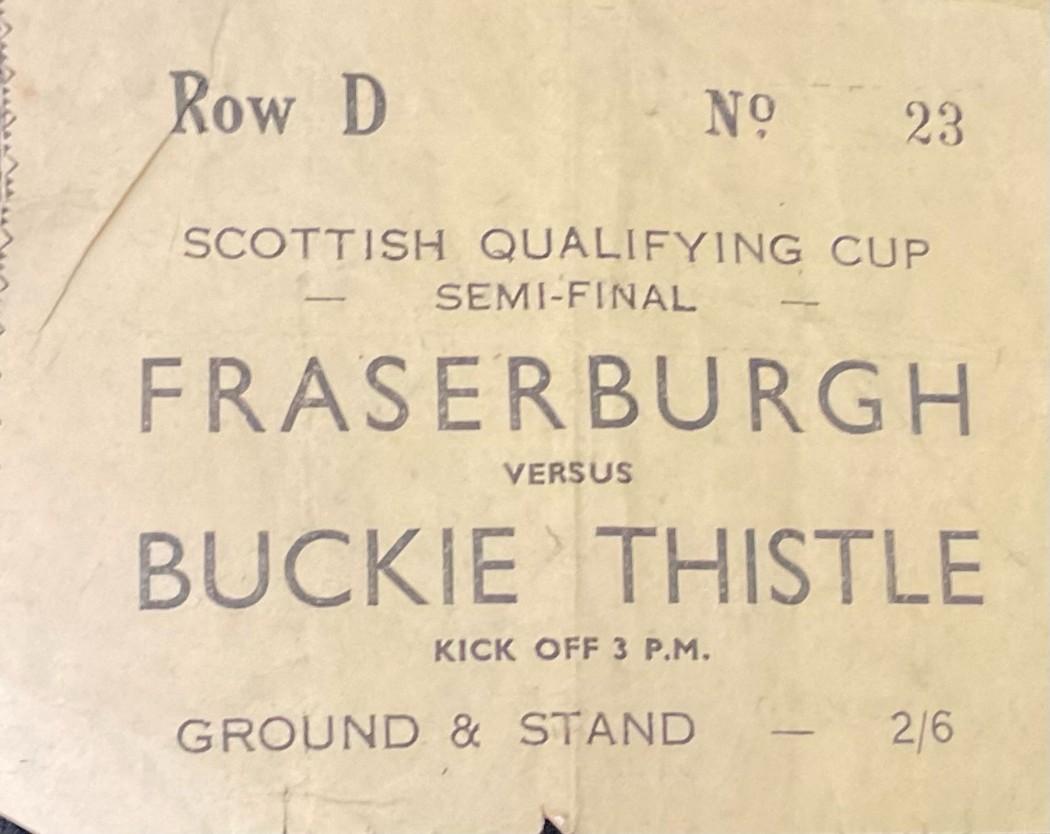 Row D Nº. 23
SCOTTISH QUALIFYING CUP
— SEMI-FINAL —
FRASERBURGH
VERSUS
BUCKIE THISTLE
KICK OFF 3 P.M.
GROUND & STAND — 2/6